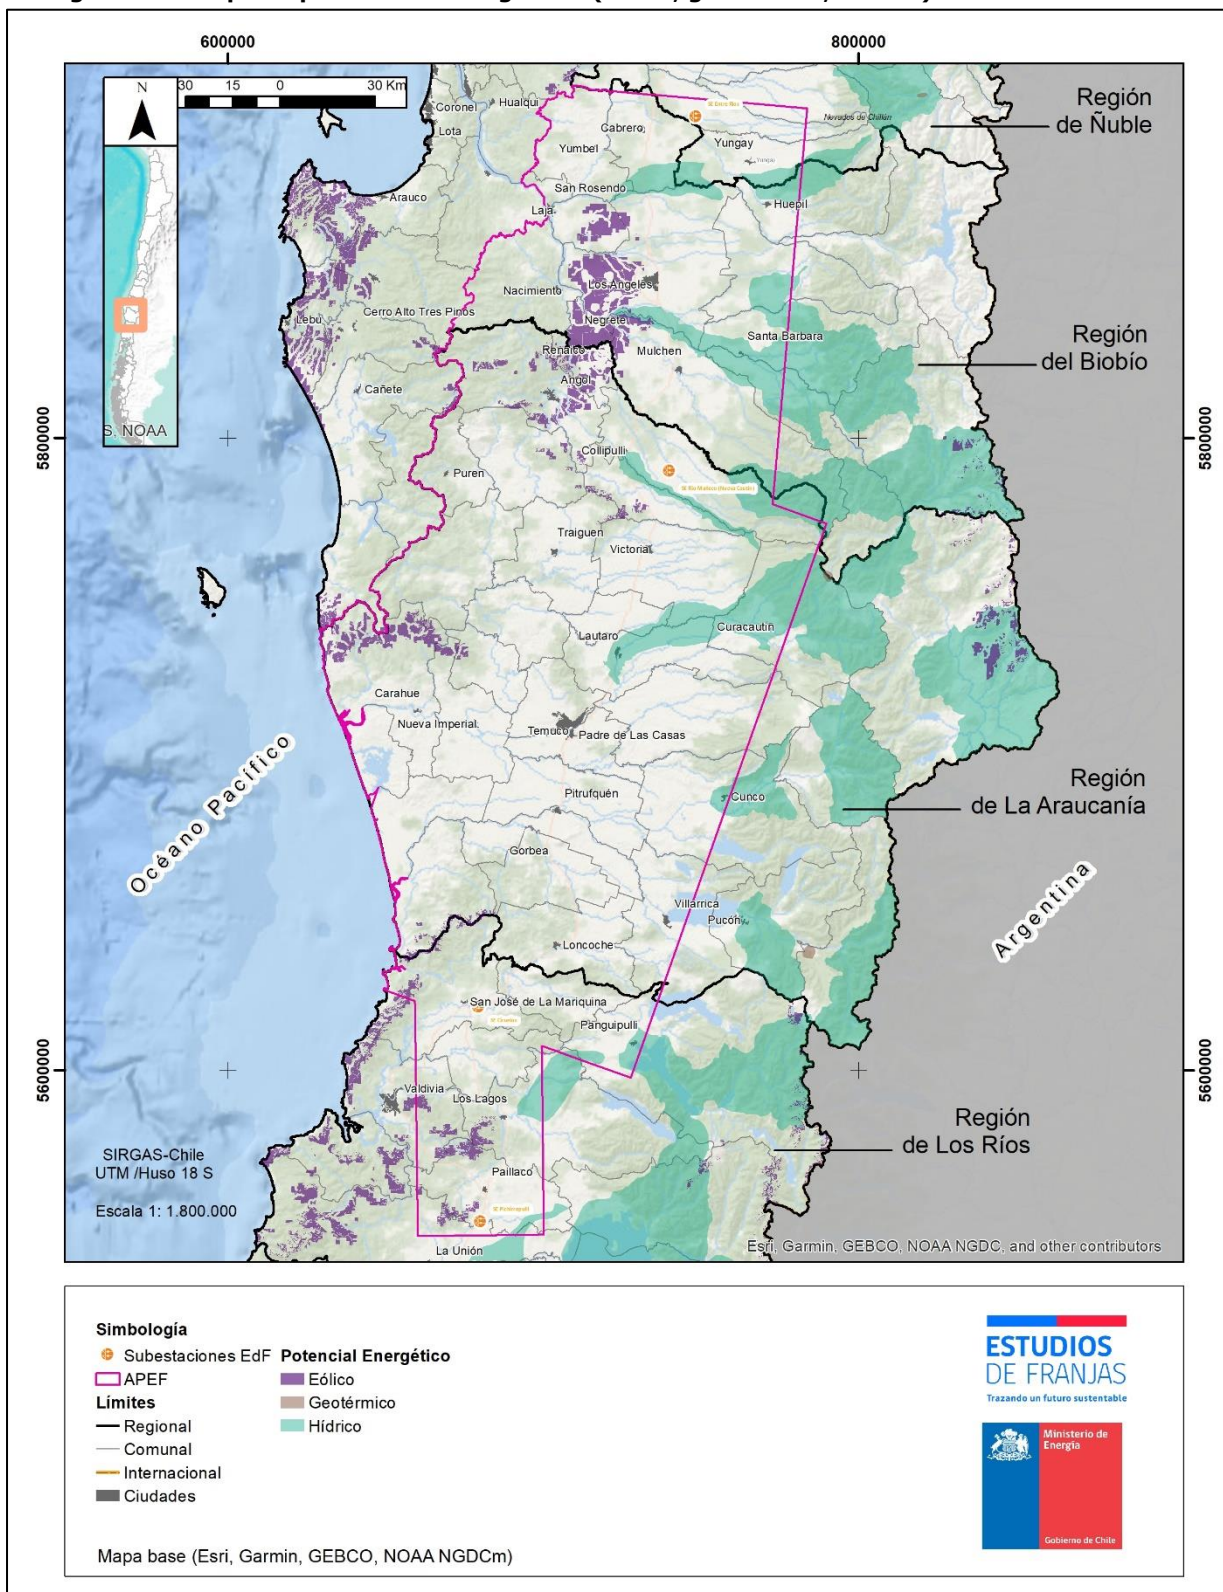 600000
800000
N
30
15
0
30 Km
S. NOAA
Coronel
Hualqui
Lota
Cabrero
Yumbel
Yungay
Nevados de Chillán
Región
de Ñuble
San Rosendo
Arauco
Laja
Huepil
Nacimiento
Los Angeles
Cerro Alto Tres Pinos
Lebu
Negrete
Santa Barbara
Región
del Biobío
Renaico
Mulchen
Angol
Cañete
5800000
5800000
Collipulli
Puren
Traiguen
Victoria
Lautaro
Curacautin
Carahue
Nueva Imperial
Temuco
Padre de Las Casas
Océano Pacífico
Pitrufquén
Cunco
Región
de La Araucanía
Gorbea
Villarrica
Pucón
Argentina
Loncoche
San José de La Mariquina
Panguipulli
5600000
5600000
Valdivia
Los Lagos
Región
de Los Ríos
SIRGAS-Chile
UTM /Huso 18 S
Paillaco
Escala 1: 1.800.000
La Unión
Esri, Garmin, GEBCO, NOAA NGDC, and other contributors
Simbología
Subestaciones EdF
APEF
Límites
Regional
Comunal
Internacional
Ciudades
Potencial Energético
Eólico
Geotérmico
Hídrico
Mapa base (Esri, Garmin, GEBCO, NOAA NGDCm)
ESTUDIOS
DE FRANJAS
Trazando un futuro sustentable
Ministerio de
Energía
Gobierno de Chile